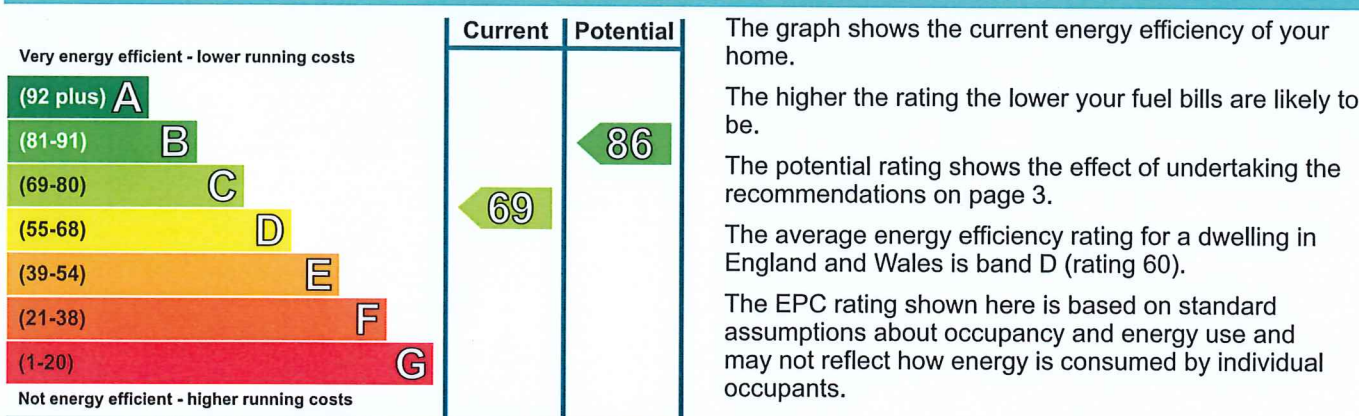 Current Potential
Very energy efficient - lower running costs
(92 plus) A
(81-91) B
(69-80) C
(55-68) D
(39-54) E
(21-38) F
(1-20) G
Not energy efficient - higher running costs
86
69
The graph shows the current energy efficiency of your
home.
The higher the rating the lower your fuel bills are likely to
be.
The potential rating shows the effect of undertaking the
recommendations on page 3.
The average energy efficiency rating for a dwelling in
England and Wales is band D (rating 60).
The EPC rating shown here is based on standard
assumptions about occupancy and energy use and
may not reflect how energy is consumed by individual
occupants.